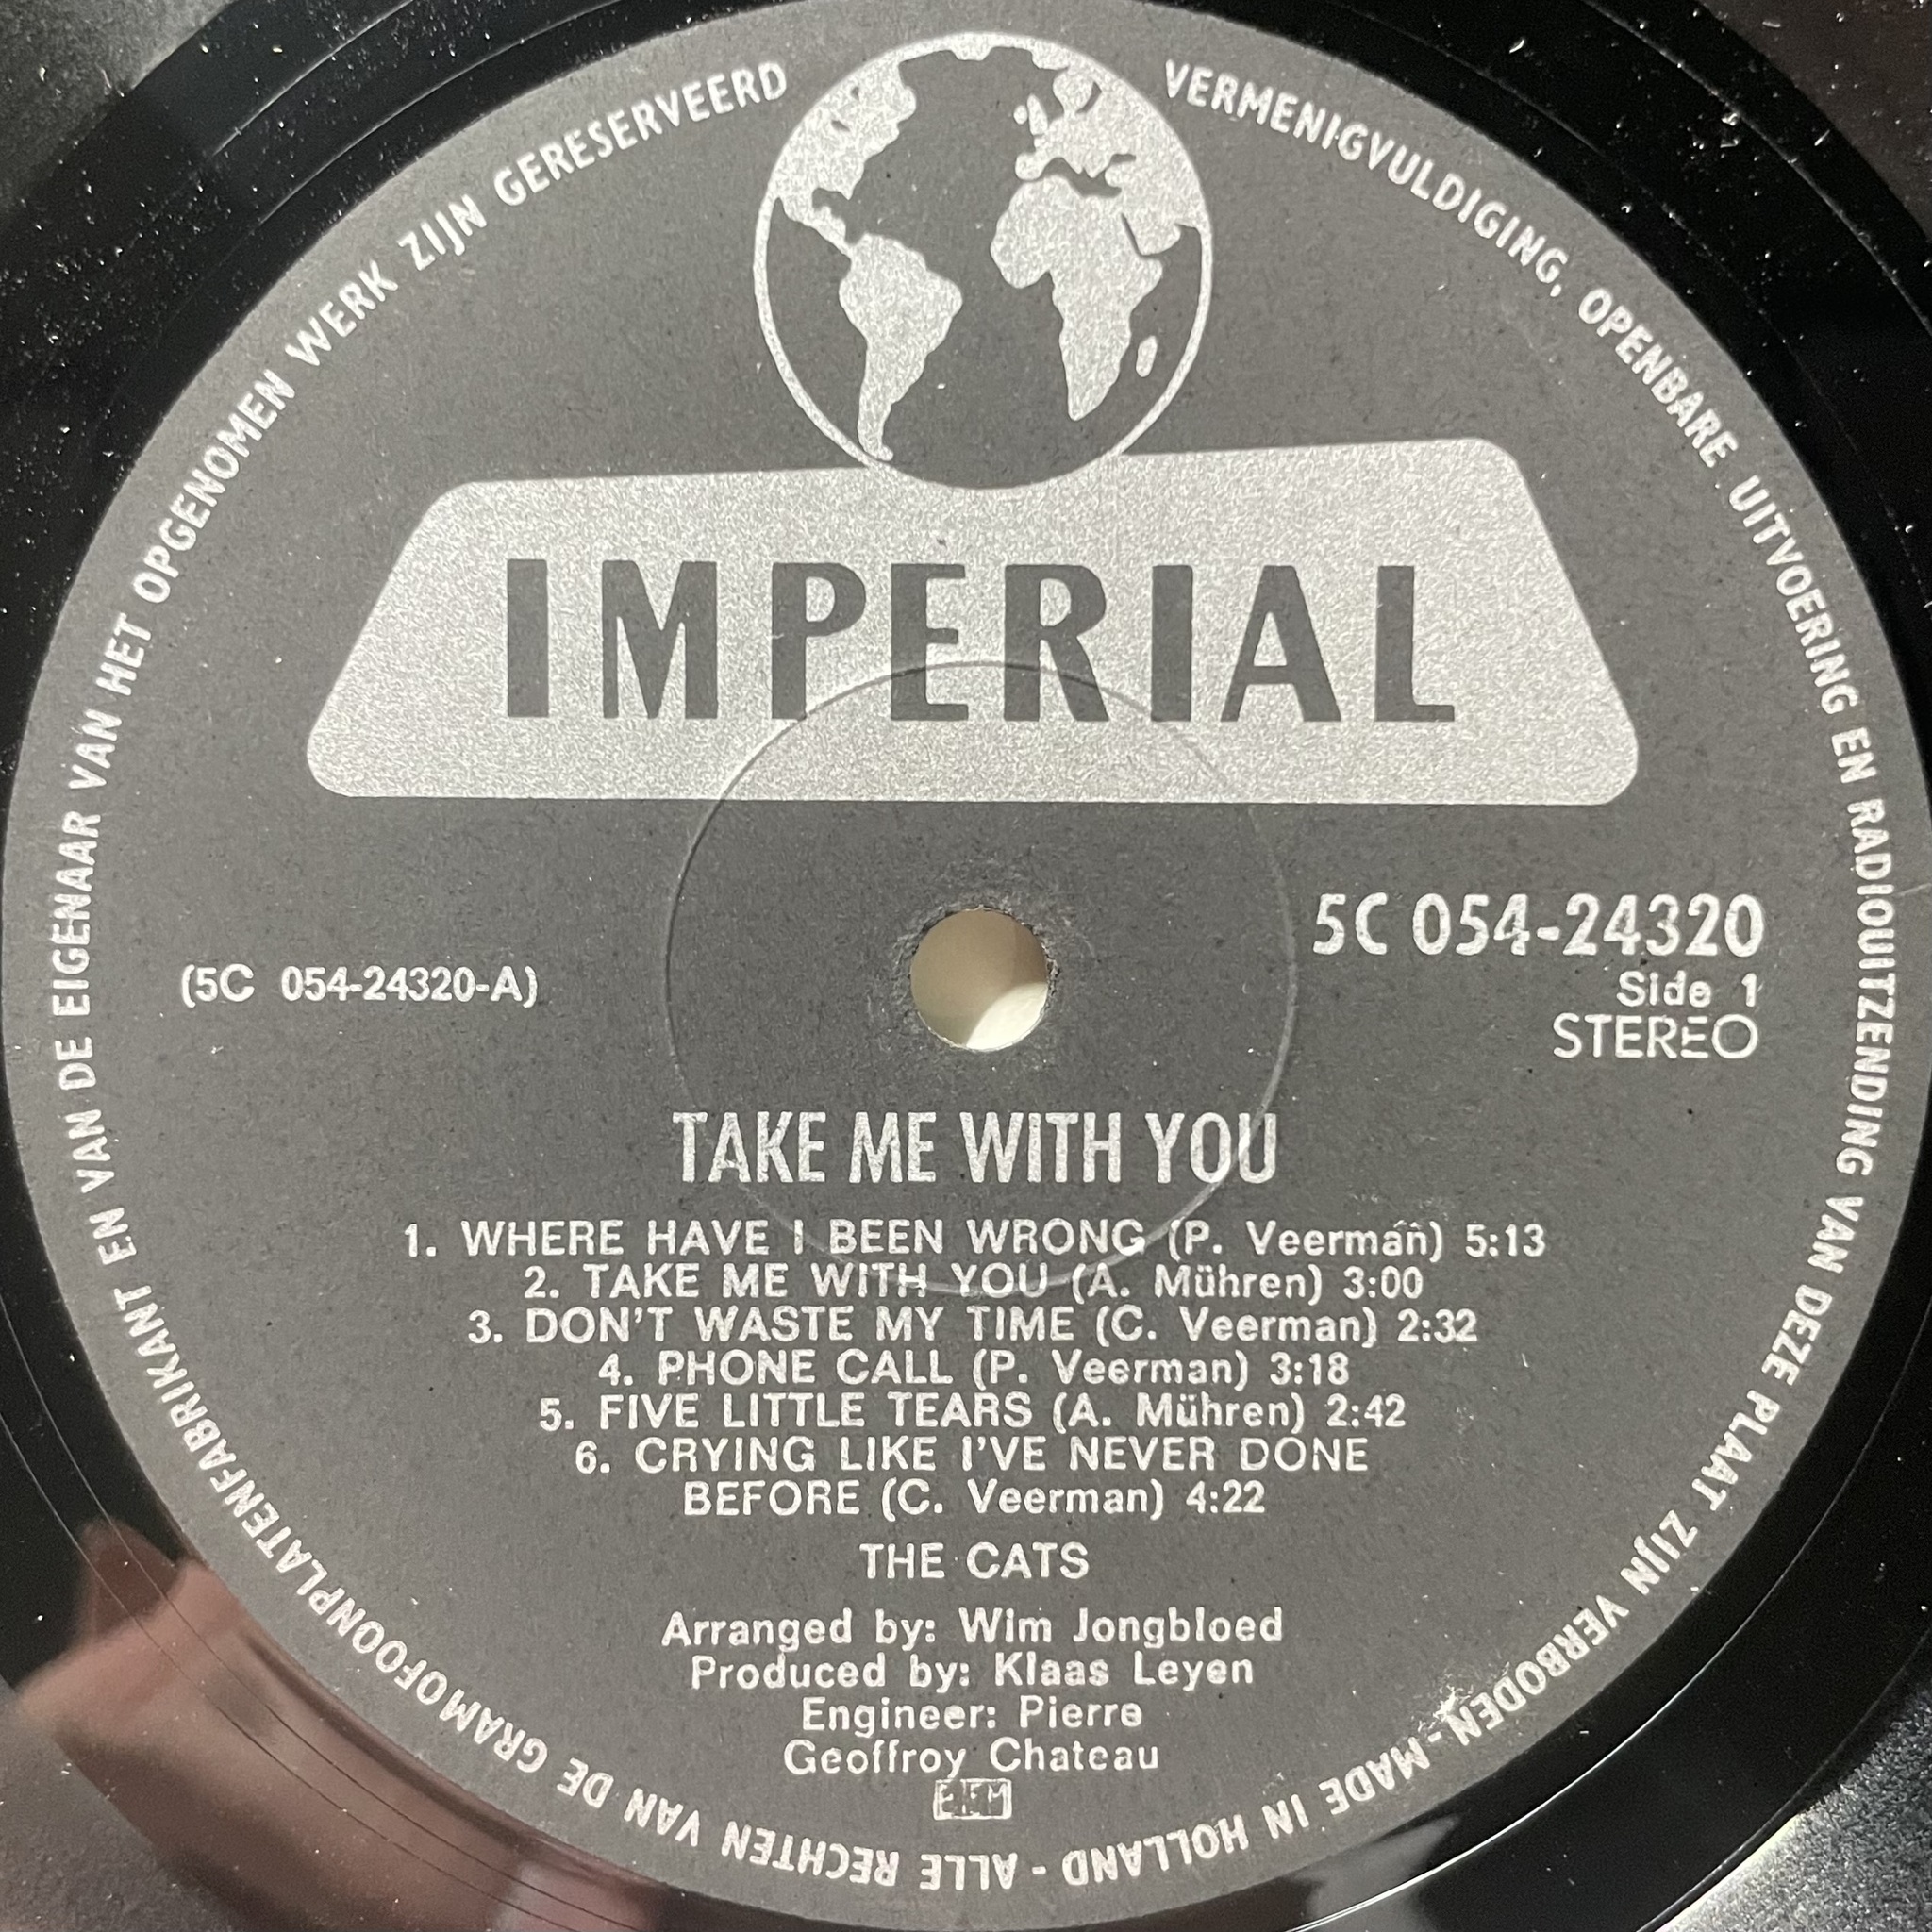 ALLE RECHTEN VAN DE GRAMOFOONPLATENFABRIKANT EN VAN DE EIGENAAR VAN HET OPGENOMEN WERK ZIJN GERESERVEERD
VERMENIGVULDIGING, OPENBARE UITVOERING EN RADIOUITZENDING VAN DEZE PLAAT ZIJN VERBODEN - MADE IN HOLLAND -
IMPERIAL
5C 054-24320
(5C 054-24320-A)
Side 1
STEREO
TAKE ME WITH YOU
1. WHERE HAVE I BEEN WRONG (P. Veerman) 5:13
2. TAKE ME WITH YOU (A. Mühren) 3:00
3. DON'T WASTE MY TIME (C. Veerman) 2:32
4. PHONE CALL (P. Veerman) 3:18
5. FIVE LITTLE TEARS (A. Mühren) 2:42
6. CRYING LIKE I'VE NEVER DONE
BEFORE (C. Veerman) 4:22
THE CATS
Arranged by: Wim Jongbloed
Produced by: Klaas Leyen
Engineer: Pierre
Geoffroy Chateau